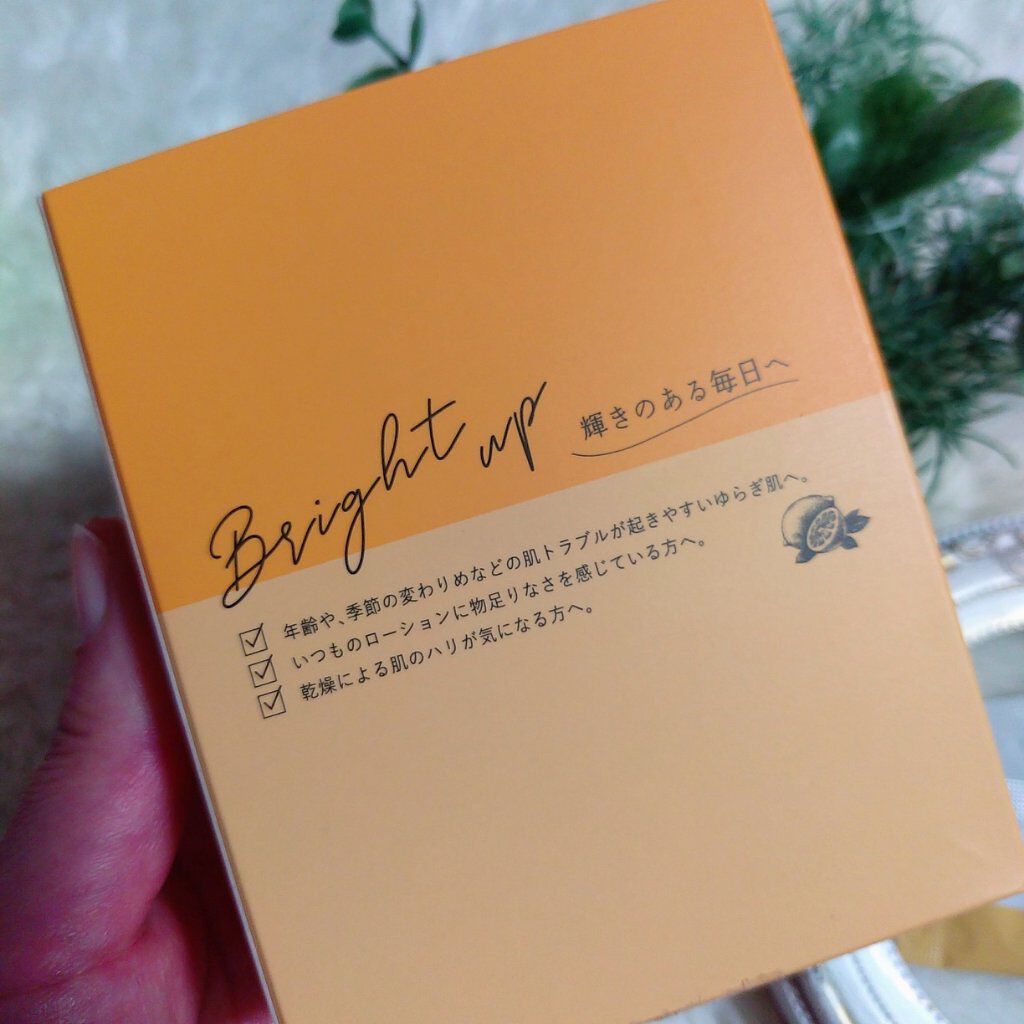 Bright up
輝きのある毎日へ
年齢や、季節の変わりめなどの肌トラブルが起きやすいゆらぎ肌へ。
いつものローションに物足りなさを感じている方へ。
乾燥による肌のハリが気になる方へ。